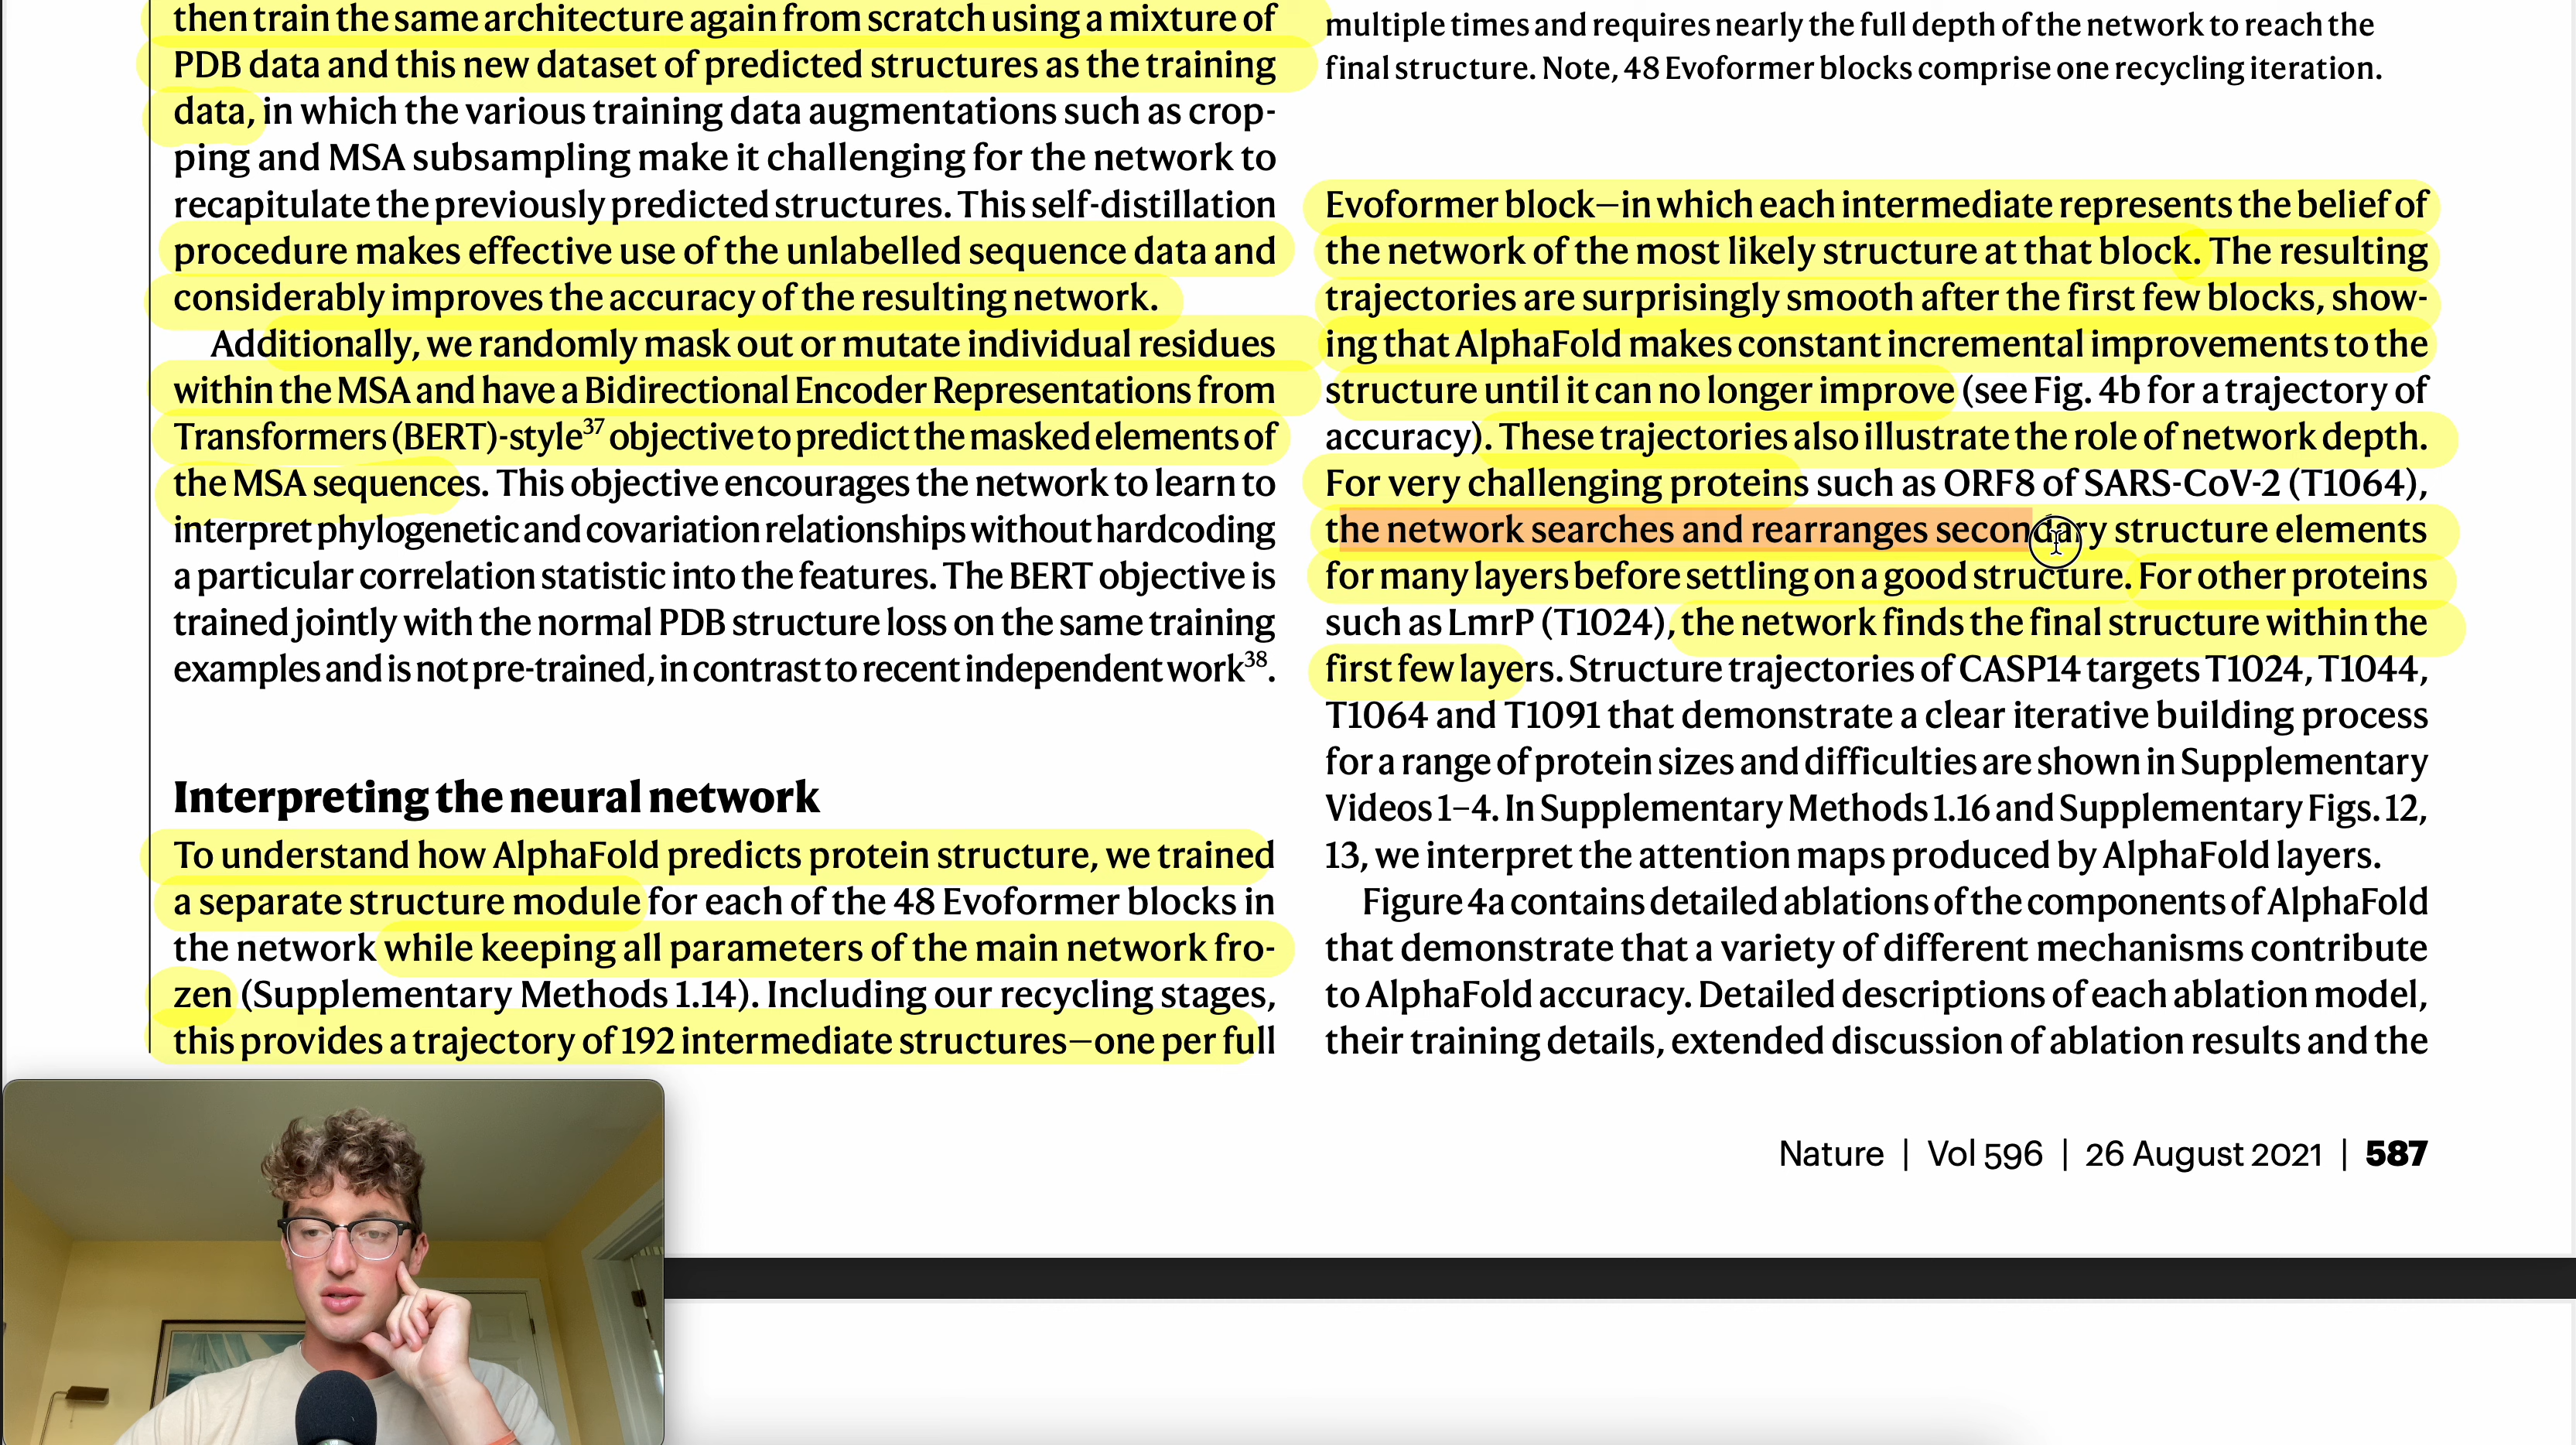 then train the same architecture again from scratch using a mixture of
PDB data and this new dataset of predicted structures as the training
data, in which the various training data augmentations such as crop-
ping and MSA subsampling make it challenging for the network to
recapitulate the previously predicted structures. This self-distillation
procedure makes effective use of the unlabelled sequence data and
considerably improves the accuracy of the resulting network.
Additionally, we randomly mask out or mutate individual residues
within the MSA and have a Bidirectional Encoder Representations from
Transformers (BERT)-style37 objective to predict the masked elements of
the MSA sequences. This objective encourages the network to learn to
interpret phylogenetic and covariation relationships without hardcoding
a particular correlation statistic into the features. The BERT objective is
trained jointly with the normal PDB structure loss on the same training
examples and is not pre-trained, in contrast to recent independent work38.
Interpreting the neural network
To understand how AlphaFold predicts protein structure, we trained
a separate structure module for each of the 48 Evoformer blocks in
the network while keeping all parameters of the main network fro-
zen (Supplementary Methods 1.14). Including our recycling stages,
this provides a trajectory of 192 intermediate structures—one per full
multiple times and requires nearly the full depth of the network to reach the
final structure. Note, 48 Evoformer blocks comprise one recycling iteration.
Evoformer block—in which each intermediate represents the belief of
the network of the most likely structure at that block. The resulting
trajectories are surprisingly smooth after the first few blocks, show-
ing that AlphaFold makes constant incremental improvements to the
structure until it can no longer improve (see Fig. 4b for a trajectory of
accuracy). These trajectories also illustrate the role of network depth.
For very challenging proteins such as ORF8 of SARS-CoV-2 (T1064),
the network searches and rearranges secondary structure elements
for many layers before settling on a good structure. For other proteins
such as LmrP (T1024), the network finds the final structure within the
first few layers. Structure trajectories of CASP14 targets T1024, T1044,
T1064 and T1091 that demonstrate a clear iterative building process
for a range of protein sizes and difficulties are shown in Supplementary
Videos 1–4. In Supplementary Methods 1.16 and Supplementary Figs. 12,
13, we interpret the attention maps produced by AlphaFold layers.
Figure 4a contains detailed ablations of the components of AlphaFold
that demonstrate that a variety of different mechanisms contribute
to AlphaFold accuracy. Detailed descriptions of each ablation model,
their training details, extended discussion of ablation results and the
Nature | Vol 596 | 26 August 2021 | 587